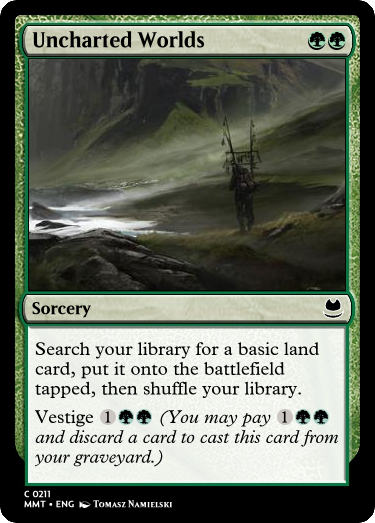 Uncharted Worlds
Sorcery
Search your library for a basic land
card, put it onto the battlefield
tapped, then shuffle your library.
Vestige 1 (You may pay 1
and discard a card to cast this card from
your graveyard.)
C 0211
MMT • ENG Tomasz Namielski